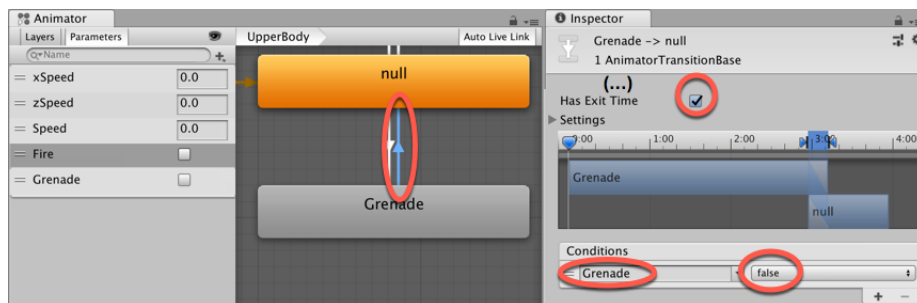 Animator
Layers Parameters
Name
xSpeed 0.0
zSpeed 0.0
Speed 0.0
Fire
Grenade
UpperBody Auto Live Link
null
Grenade
Inspector
Grenade -> null
1 AnimatorTransitionBase
(...)
Has Exit Time
Settings
0:00 1:00 2:00 3:00 4:00
Grenade
null
Conditions
Grenade false